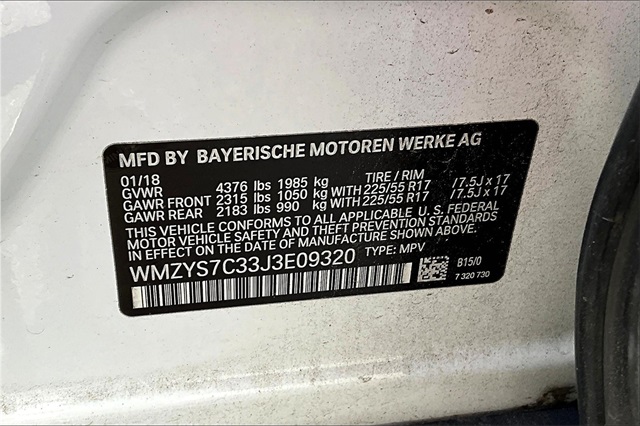 MFD BY BAYERISCHE MOTOREN WERKE AG
01/18 TIRE / RIM
GVWR 4376 lbs 1985 kg
GAWR FRONT 2315 lbs 1050 kg WITH 225/55 R17 /7.5J x 17
GAWR REAR 2183 lbs 990 kg WITH 225/55 R17 /7.5J x 17
THIS VEHICLE CONFORMS TO ALL APPLICABLE U. S. FEDERAL
MOTOR VEHICLE SAFETY AND THEFT PREVENTION STANDARDS
IN EFFECT ON THE DATE OF MANUFACTURE SHOWN ABOVE.
WMZYS7C33J3E09320 TYPE: MPV
B15/0
7 320 730